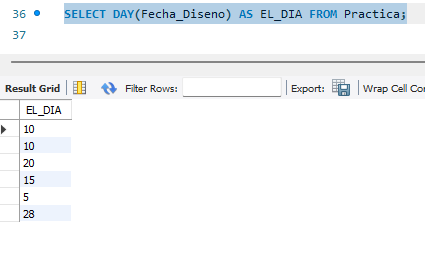 36 SELECT DAY(Fecha_Diseno) AS EL_DIA FROM Practica;
37
Result Grid Filter Rows: Export: Wrap Cell Con
EL_DIA
10
10
20
15
5
28